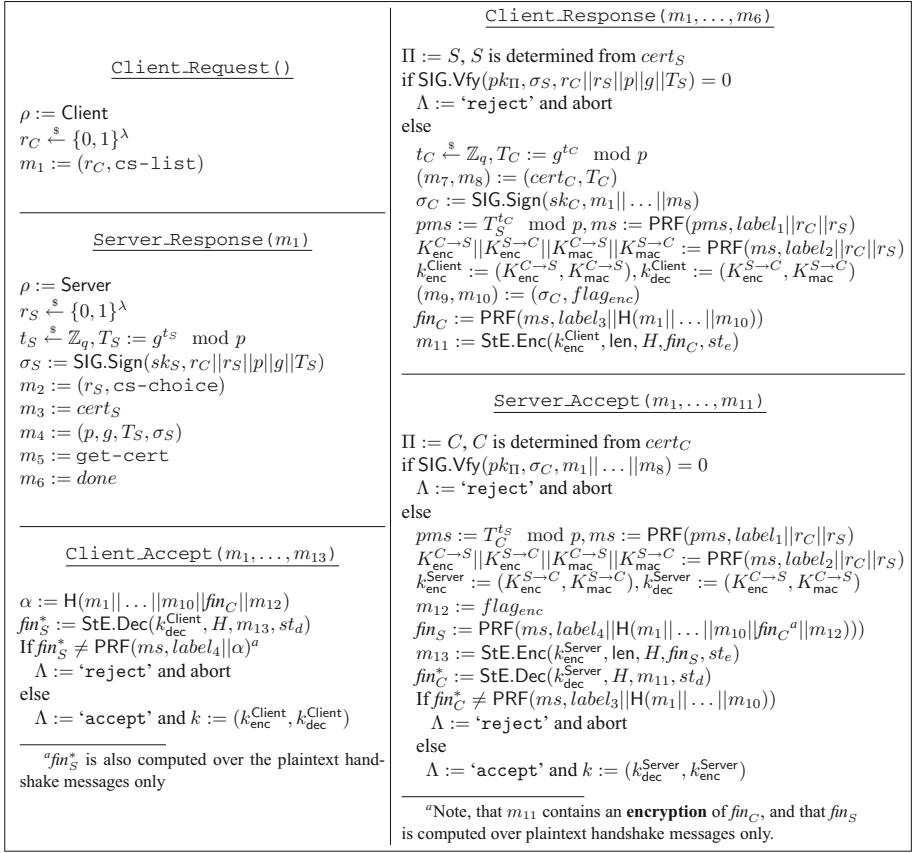 Client_Request()
ρ := Client
r_C ←$ {0, 1}^λ
m_1 := (r_C, cs-list)
Server_Response(m_1)
ρ := Server
r_S ←$ {0, 1}^λ
t_S ←$ ℤ_q, T_S := g^{t_S} mod p
σ_S := SIG.Sign(sk_S, r_C||r_S||p||g||T_S)
m_2 := (r_S, cs-choice)
m_3 := cert_S
m_4 := (p, g, T_S, σ_S)
m_5 := get-cert
m_6 := done
Client_Accept(m_1, ..., m_13)
α := H(m_1|| ... ||m_10||fin_C||m_12)
fin*_S := StE.Dec(k^Client_dec, H, m_13, st_d)
If fin*_S ≠ PRF(ms, label_4||α)^a
Λ := 'reject' and abort
else
Λ := 'accept' and k := (k^Client_enc, k^Client_dec)
^a fin*_S is also computed over the plaintext hand-
shake messages only
Client_Response(m_1, ..., m_6)
Π := S, S is determined from cert_S
if SIG.Vfy(pk_Π, σ_S, r_C||r_S||p||g||T_S) = 0
Λ := 'reject' and abort
else
t_C ←$ ℤ_q, T_C := g^{t_C} mod p
(m_7, m_8) := (cert_C, T_C)
σ_C := SIG.Sign(sk_C, m_1|| ... ||m_8)
pms := T_S^{t_C} mod p, ms := PRF(pms, label_1||r_C||r_S)
K^{C→S}_enc||K^{S→C}_enc||K^{C→S}_mac||K^{S→C}_mac := PRF(ms, label_2||r_C||r_S)
k^Client_enc := (K^{C→S}_enc, K^{C→S}_mac), k^Client_dec := (K^{S→C}_enc, K^{S→C}_mac)
(m_9, m_10) := (σ_C, flag_enc)
fin_C := PRF(ms, label_3||H(m_1|| ... ||m_10))
m_11 := StE.Enc(k^Client_enc, len, H, fin_C, st_e)
Server_Accept(m_1, ..., m_11)
Π := C, C is determined from cert_C
if SIG.Vfy(pk_Π, σ_C, m_1|| ... ||m_8) = 0
Λ := 'reject' and abort
else
pms := T_C^{t_S} mod p, ms := PRF(pms, label_1||r_C||r_S)
K^{C→S}_enc||K^{S→C}_enc||K^{C→S}_mac||K^{S→C}_mac := PRF(ms, label_2||r_C||r_S)
k^Server_enc := (K^{S→C}_enc, K^{S→C}_mac), k^Server_dec := (K^{C→S}_enc, K^{C→S}_mac)
m_12 := flag_enc
fin_S := PRF(ms, label_4||H(m_1|| ... ||m_10||fin_C^a||m_12)))
m_13 := StE.Enc(k^Server_enc, len, H, fin_S, st_e)
fin*_C := StE.Dec(k^Server_dec, H, m_11, st_d)
If fin*_C ≠ PRF(ms, label_3||H(m_1|| ... ||m_10))
Λ := 'reject' and abort
else
Λ := 'accept' and k := (k^Server_dec, k^Server_enc)
^a Note, that m_11 contains an encryption of fin_C, and that fin_S
is computed over plaintext handshake messages only.